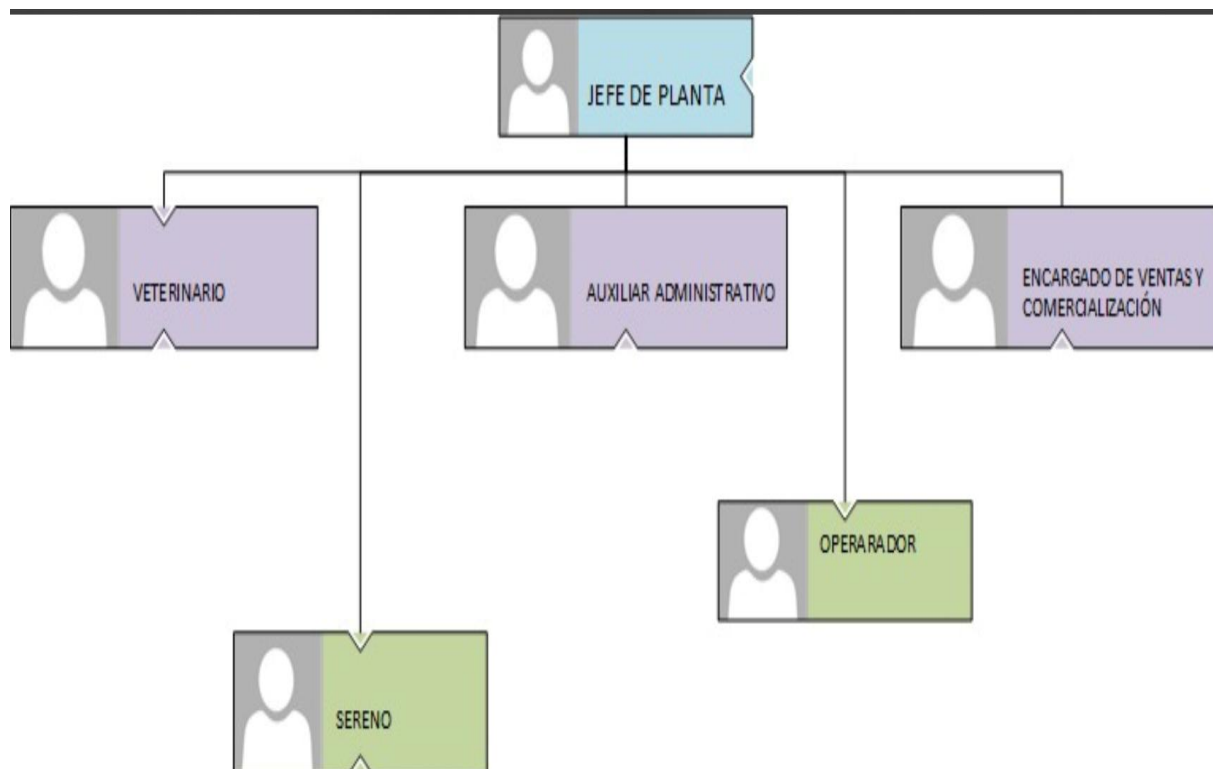 JEFE DE PLANTA
VETERINARIO
AUXILIAR ADMINISTRATIVO
ENCARGADO DE VENTAS Y
COMERCIALIZACIÓN
OPERARADOR
SERENO